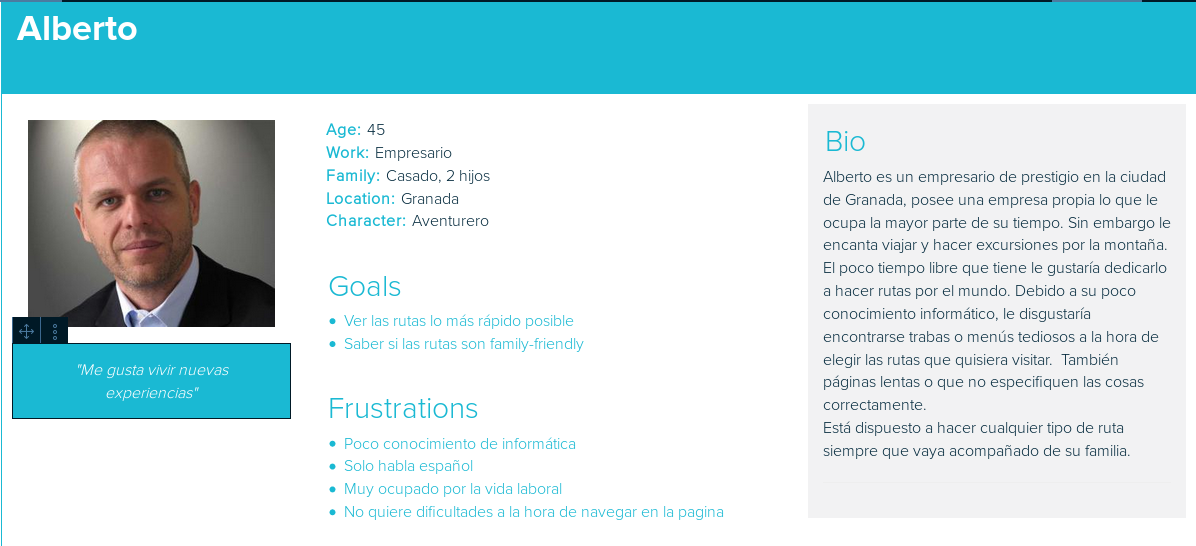 Alberto
Age: 45
Work: Empresario
Family: Casado, 2 hijos
Location: Granada
Character: Aventurero
"Me gusta vivir nuevas
experiencias"
Goals
Ver las rutas lo más rápido posible
Saber si las rutas son family-friendly
Frustrations
Poco conocimiento de informática
Solo habla español
Muy ocupado por la vida laboral
No quiere dificultades a la hora de navegar en la pagina
Bio
Alberto es un empresario de prestigio en la ciudad
de Granada, posee una empresa propia lo que le
ocupa la mayor parte de su tiempo. Sin embargo le
encanta viajar y hacer excursiones por la montaña.
El poco tiempo libre que tiene le gustaría dedicarlo
a hacer rutas por el mundo. Debido a su poco
conocimiento informático, le disgustaría
encontrarse trabas o menús tediosos a la hora de
elegir las rutas que quisiera visitar. También
páginas lentas o que no especifiquen las cosas
correctamente.
Está dispuesto a hacer cualquier tipo de ruta
siempre que vaya acompañado de su familia.